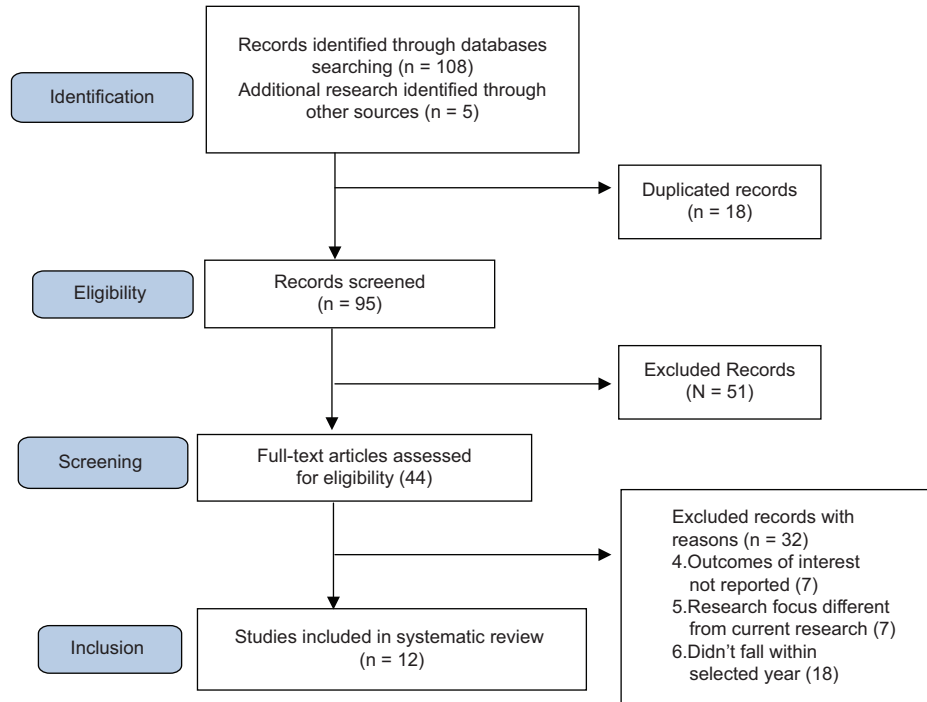 Identification
Records identified through databases
searching (n = 108)
Additional research identified through
other sources (n = 5)
Duplicated records
(n = 18)
Eligibility
Records screened
(n = 95)
Excluded Records
(N = 51)
Screening
Full-text articles assessed
for eligibility (44)
Excluded records with
reasons (n = 32)
4.Outcomes of interest
not reported (7)
5.Research focus different
from current research (7)
6.Didn't fall within
selected year (18)
Inclusion
Studies included in systematic review
(n = 12)